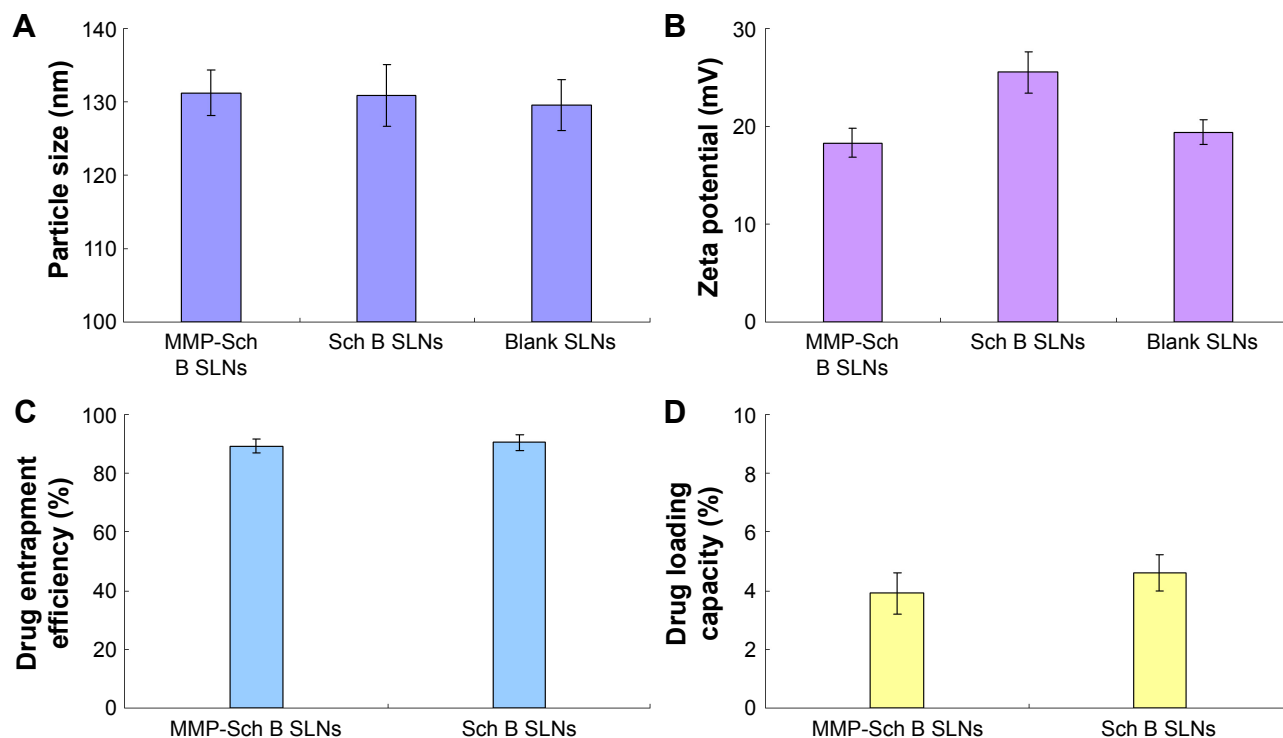 A
Particle size (nm)
140
130
120
110
100
MMP-Sch
B SLNs
Sch B SLNs
Blank SLNs
B
Zeta potential (mV)
30
20
10
0
MMP-Sch
B SLNs
Sch B SLNs
Blank SLNs
C
Drug entrapment
efficiency (%)
100
80
60
40
20
0
MMP-Sch B SLNs
Sch B SLNs
D
Drug loading
capacity (%)
10
8
6
4
2
0
MMP-Sch B SLNs
Sch B SLNs